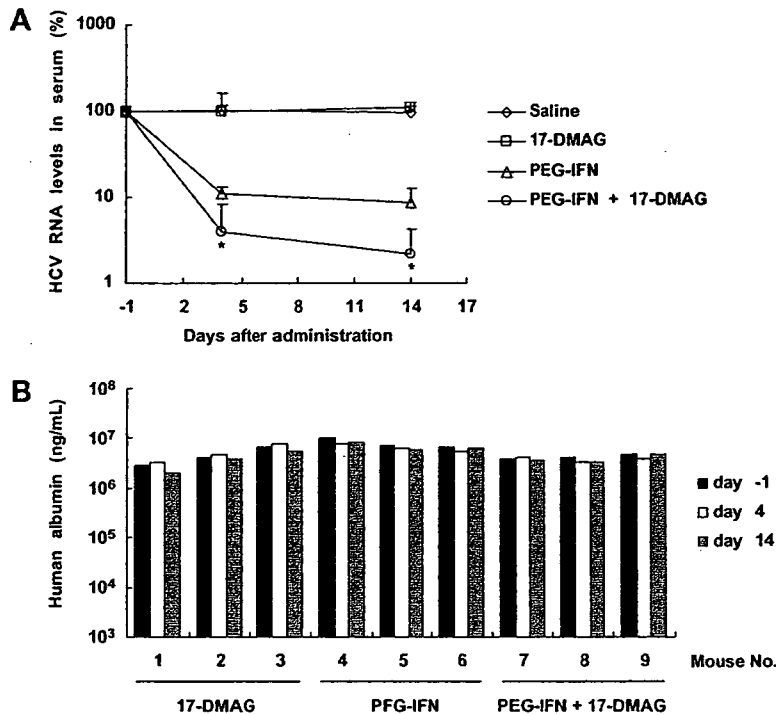 A
HCV RNA levels in serum (%)
1000
100
10
1
-1 2 5 8 11 14 17
Days after administration
* *
Saline
17-DMAG
PEG-IFN
PEG-IFN + 17-DMAG
B
Human albumin (ng/mL)
10⁸
10⁷
10⁶
10⁵
10⁴
10³
1 2 3 4 5 6 7 8 9 Mouse No.
17-DMAG PFG-IFN PEG-IFN + 17-DMAG
day -1
day 4
day 14